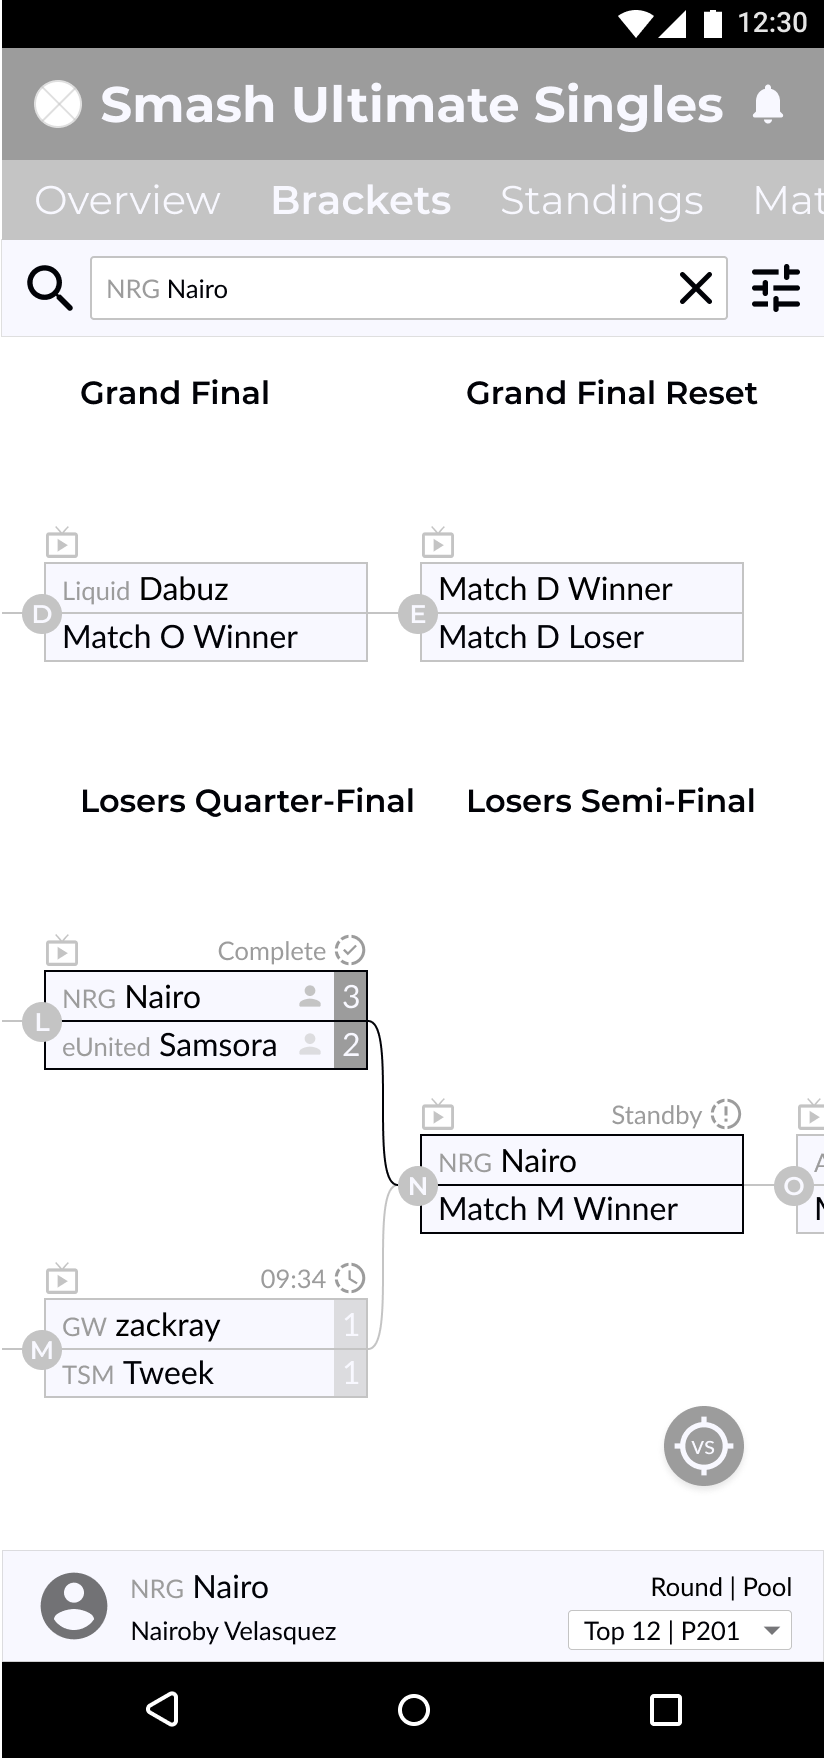 12:30
Smash Ultimate Singles
Overview Brackets Standings Mat
NRG Nairo
Grand Final Grand Final Reset
Liquid Dabuz
D
Match O Winner
Match D Winner
E
Match D Loser
Losers Quarter-Final Losers Semi-Final
Complete
NRG Nairo 3
L
eUnited Samsora 2
Standby
NRG Nairo
N
Match M Winner
O
09:34
GW zackray 1
M
TSM Tweek 1
VS
NRG Nairo
Nairoby Velasquez
Round | Pool
Top 12 | P201